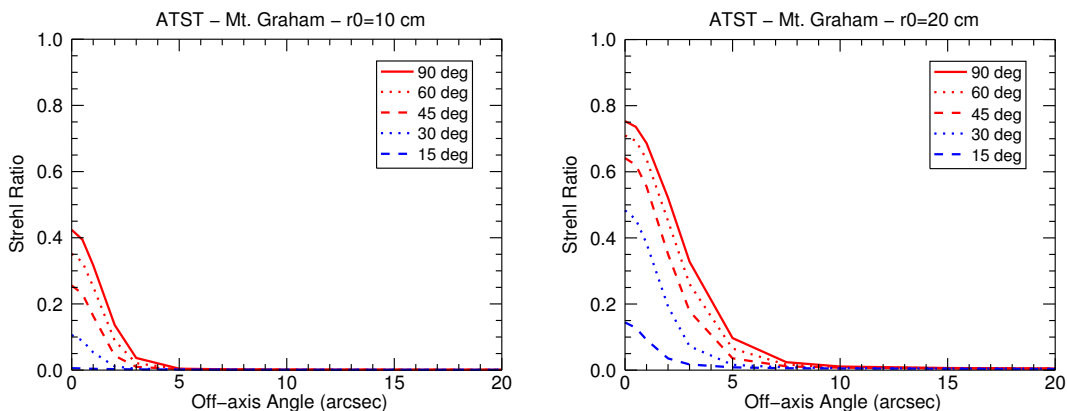 ATST − Mt. Graham − r0=10 cm
1.0
0.8
0.6
0.4
0.2
0.0
Strehl Ratio
90 deg
60 deg
45 deg
30 deg
15 deg
0 5 10 15 20
Off-axis Angle (arcsec)
ATST − Mt. Graham − r0=20 cm
1.0
0.8
0.6
0.4
0.2
0.0
Strehl Ratio
90 deg
60 deg
45 deg
30 deg
15 deg
0 5 10 15 20
Off-axis Angle (arcsec)